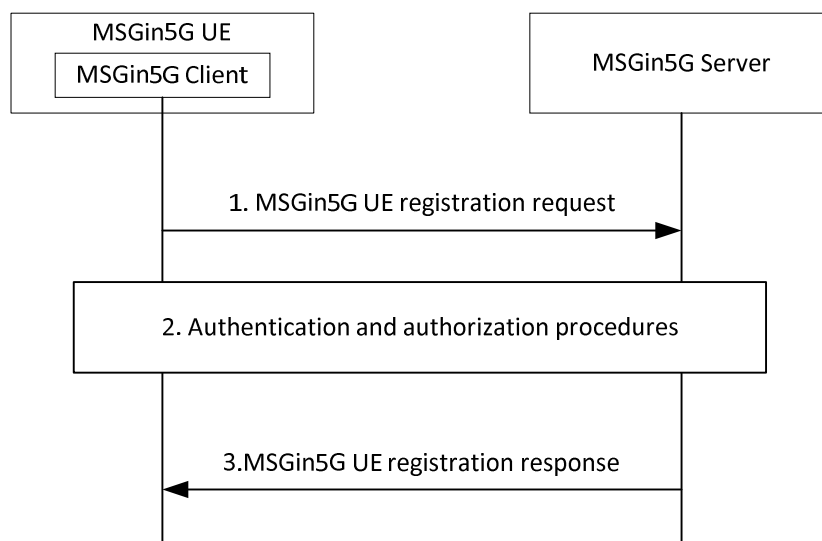 MSGin5G UE
MSGin5G Client
MSGin5G Server
1. MSGin5G UE registration request
2. Authentication and authorization procedures
3.MSGin5G UE registration response